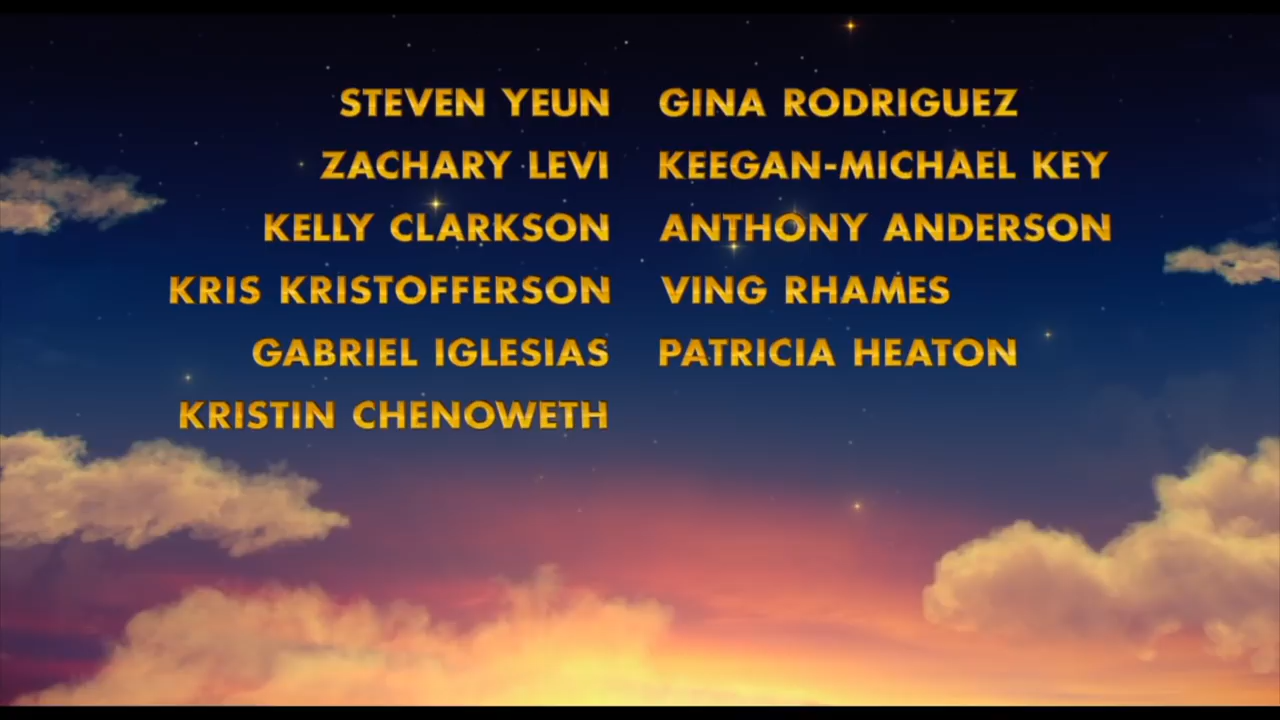 STEVEN YEUN GINA RODRIGUEZ
ZACHARY LEVI KEEGAN-MICHAEL KEY
KELLY CLARKSON ANTHONY ANDERSON
KRIS KRISTOFFERSON VING RHAMES
GABRIEL IGLESIAS PATRICIA HEATON
KRISTIN CHENOWETH